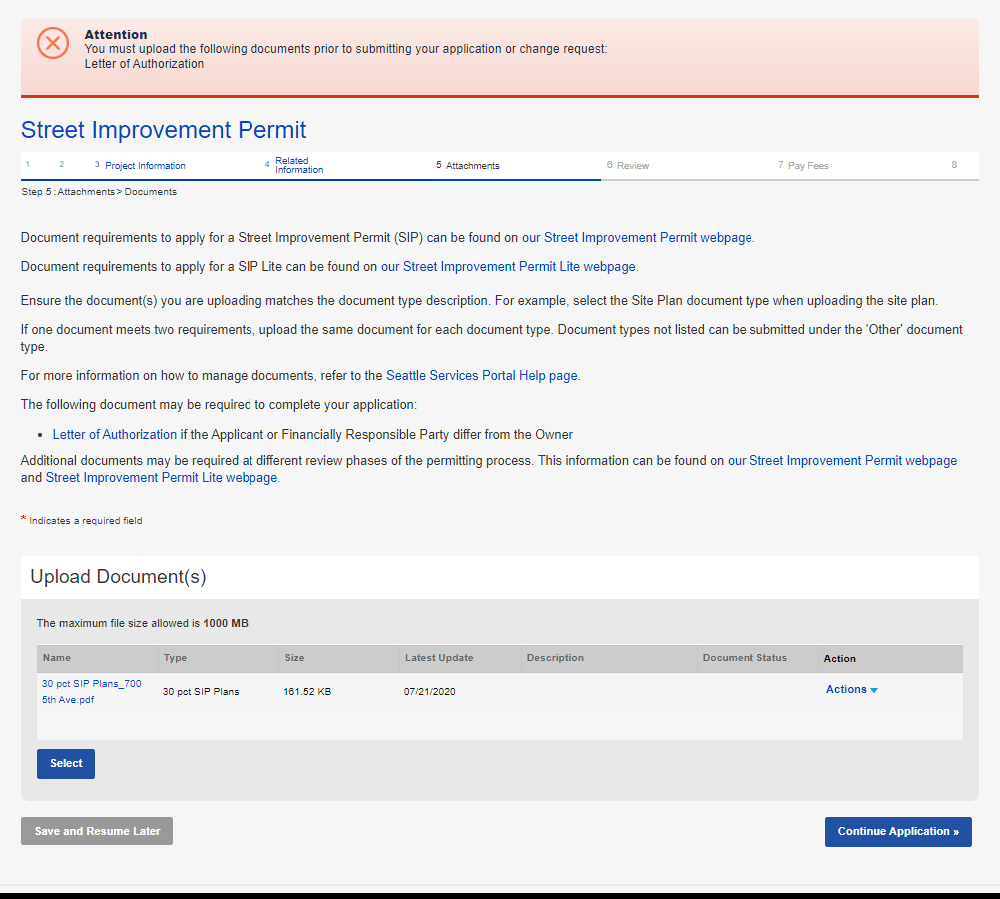 Attention
You must upload the following documents prior to submitting your application or change request:
Letter of Authorization
Street Improvement Permit
1 2 3 Project Information 4 Related Information 5 Attachments 6 Review 7 Pay Fees 8
Step 5 : Attachments > Documents
Document requirements to apply for a Street Improvement Permit (SIP) can be found on our Street Improvement Permit webpage.
Document requirements to apply for a SIP Lite can be found on our Street Improvement Permit Lite webpage.
Ensure the document(s) you are uploading matches the document type description. For example, select the Site Plan document type when uploading the site plan.
If one document meets two requirements, upload the same document for each document type. Document types not listed can be submitted under the 'Other' document
type.
For more information on how to manage documents, refer to the Seattle Services Portal Help page.
The following document may be required to complete your application:
• Letter of Authorization if the Applicant or Financially Responsible Party differ from the Owner
Additional documents may be required at different review phases of the permitting process. This information can be found on our Street Improvement Permit webpage
and Street Improvement Permit Lite webpage.
* Indicates a required field
Upload Document(s)
The maximum file size allowed is 1000 MB.
Name Type Size Latest Update Description Document Status Action
30 pct SIP Plans_700
5th Ave.pdf
30 pct SIP Plans 161.52 KB 07/21/2020 Actions
Select
Save and Resume Later
Continue Application »